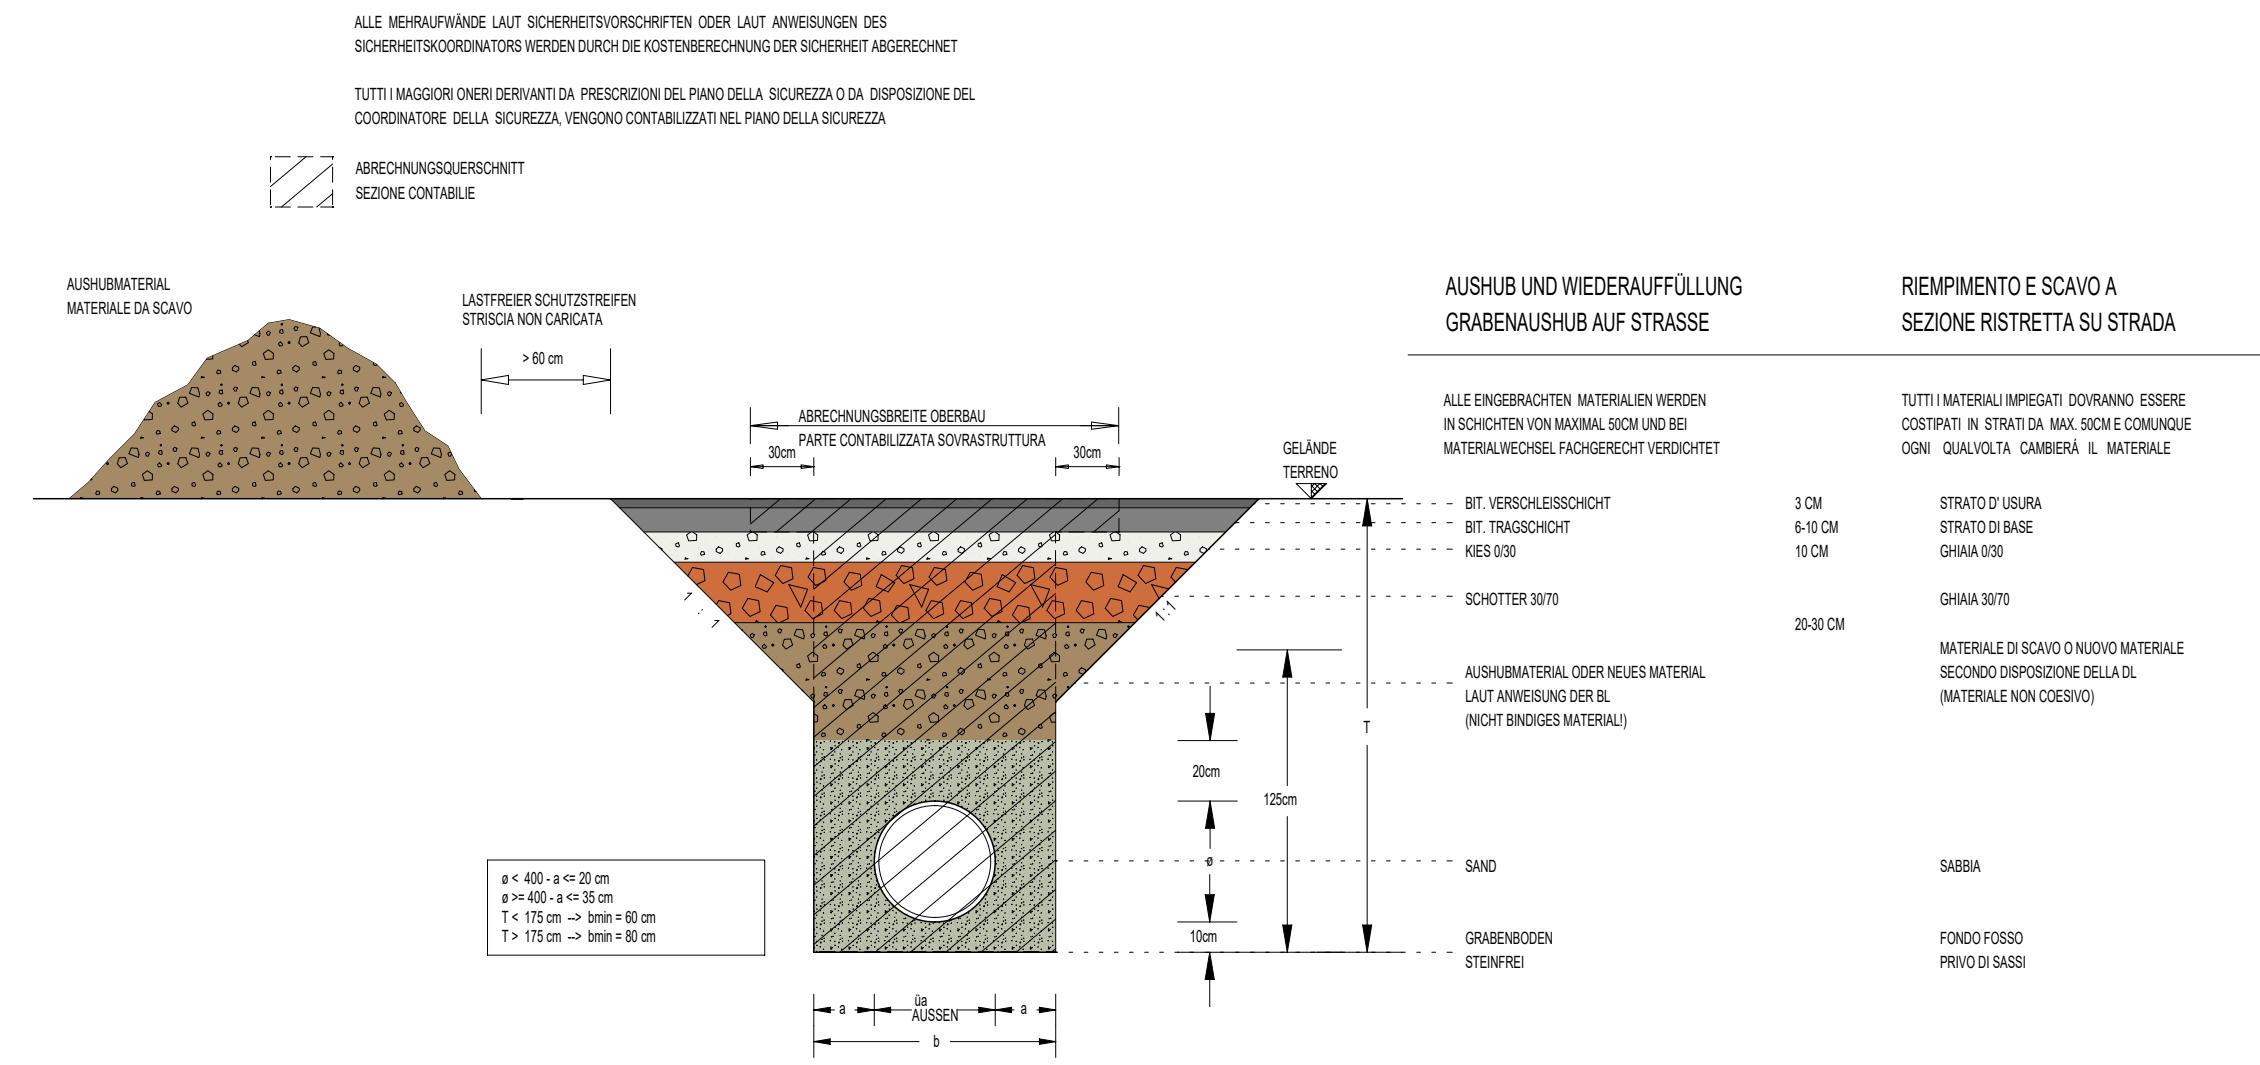 ALLE MEHRAUFWÄNDE LAUT SICHERHEITSVORSCHRIFTEN ODER LAUT ANWEISUNGEN DES
SICHERHEITSKOORDINATORS WERDEN DURCH DIE KOSTENBERECHNUNG DER SICHERHEIT ABGERECHNET
TUTTI I MAGGIORI ONERI DERIVANTI DA PRESCRIZIONI DEL PIANO DELLA SICUREZZA O DA DISPOSIZIONE DEL
COORDINATORE DELLA SICUREZZA, VENGONO CONTABILIZZATI NEL PIANO DELLA SICUREZZA
ABRECHNUNGSQUERSCHNITT
SEZIONE CONTABILIE
AUSHUBMATERIAL
MATERIALE DA SCAVO
LASTFREIER SCHUTZSTREIFEN
STRISCIA NON CARICATA
> 60 cm
ABRECHNUNGSBREITE OBERBAU
PARTE CONTABILIZZATA SOVRASTRUTTURA
30cm
30cm
GELÄNDE
TERRENO
1 : 1
1:1
T
20cm
125cm
ø
10cm
ø < 400 - a <= 20 cm
ø >= 400 - a <= 35 cm
T < 175 cm --> bmin = 60 cm
T > 175 cm --> bmin = 80 cm
a
üa
AUSSEN
a
b
AUSHUB UND WIEDERAUFFÜLLUNG
GRABENAUSHUB AUF STRASSE
RIEMPIMENTO E SCAVO A
SEZIONE RISTRETTA SU STRADA
ALLE EINGEBRACHTEN MATERIALIEN WERDEN
IN SCHICHTEN VON MAXIMAL 50CM UND BEI
MATERIALWECHSEL FACHGERECHT VERDICHTET
TUTTI I MATERIALI IMPIEGATI DOVRANNO ESSERE
COSTIPATI IN STRATI DA MAX. 50CM E COMUNQUE
OGNI QUALVOLTA CAMBIERÁ IL MATERIALE
BIT. VERSCHLEISSCHICHT 3 CM STRATO D' USURA
BIT. TRAGSCHICHT 6-10 CM STRATO DI BASE
KIES 0/30 10 CM GHIAIA 0/30
SCHOTTER 30/70 GHIAIA 30/70
20-30 CM
AUSHUBMATERIAL ODER NEUES MATERIAL
LAUT ANWEISUNG DER BL
(NICHT BINDIGES MATERIAL!)
MATERIALE DI SCAVO O NUOVO MATERIALE
SECONDO DISPOSIZIONE DELLA DL
(MATERIALE NON COESIVO)
SAND SABBIA
GRABENBODEN
STEINFREI
FONDO FOSSO
PRIVO DI SASSI